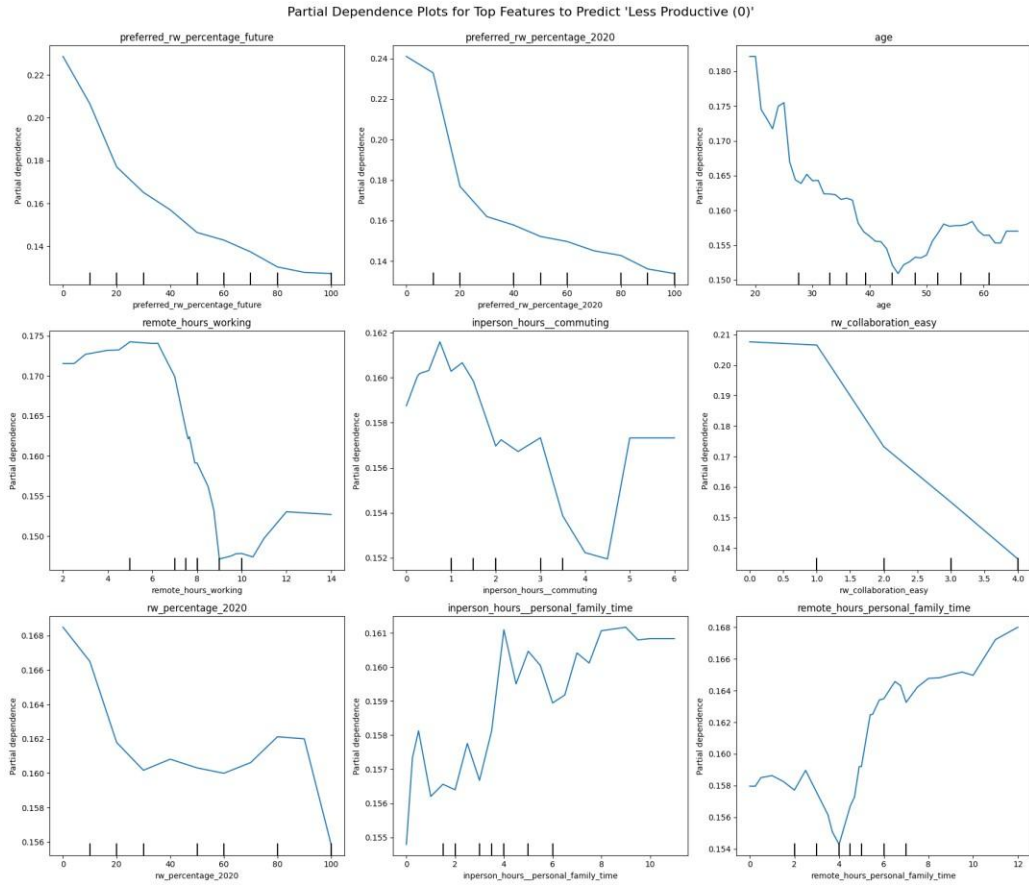 Partial Dependence Plots for Top Features to Predict 'Less Productive (0)'
preferred_rw_percentage_future
Partial dependence
0.22
0.20
0.18
0.16
0.14
0 20 40 60 80 100
preferred_rw_percentage_future
preferred_rw_percentage_2020
Partial dependence
0.24
0.22
0.20
0.18
0.16
0.14
0 20 40 60 80 100
preferred_rw_percentage_2020
age
Partial dependence
0.180
0.175
0.170
0.165
0.160
0.155
0.150
20 30 40 50 60
age
remote_hours_working
Partial dependence
0.175
0.170
0.165
0.160
0.155
0.150
2 4 6 8 10 12 14
remote_hours_working
inperson_hours__commuting
Partial dependence
0.162
0.160
0.158
0.156
0.154
0.152
0 1 2 3 4 5 6
inperson_hours__commuting
rw_collaboration_easy
Partial dependence
0.21
0.20
0.19
0.18
0.17
0.16
0.15
0.14
0.0 0.5 1.0 1.5 2.0 2.5 3.0 3.5 4.0
rw_collaboration_easy
rw_percentage_2020
Partial dependence
0.168
0.166
0.164
0.162
0.160
0.158
0.156
0 20 40 60 80 100
rw_percentage_2020
inperson_hours__personal_family_time
Partial dependence
0.161
0.160
0.159
0.158
0.157
0.156
0.155
0 2 4 6 8 10
inperson_hours__personal_family_time
remote_hours_personal_family_time
Partial dependence
0.168
0.166
0.164
0.162
0.160
0.158
0.156
0.154
0 2 4 6 8 10 12
remote_hours_personal_family_time